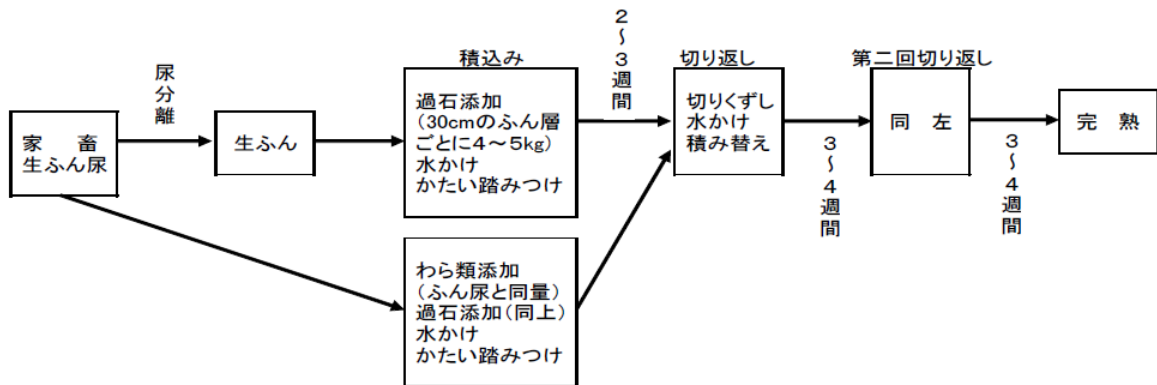 家　畜
生ふん尿
尿分離
生ふん
積込み
過石添加
(30cmのふん層
ごとに4～5kg)
水かけ
かたい踏みつけ
わら類添加
(ふん尿と同量)
過石添加(同上)
水かけ
かたい踏みつけ
2～3週間
切り返し
切りくずし
水かけ
積み替え
3～4週間
第二回切り返し
同　左
3～4週間
完　熟